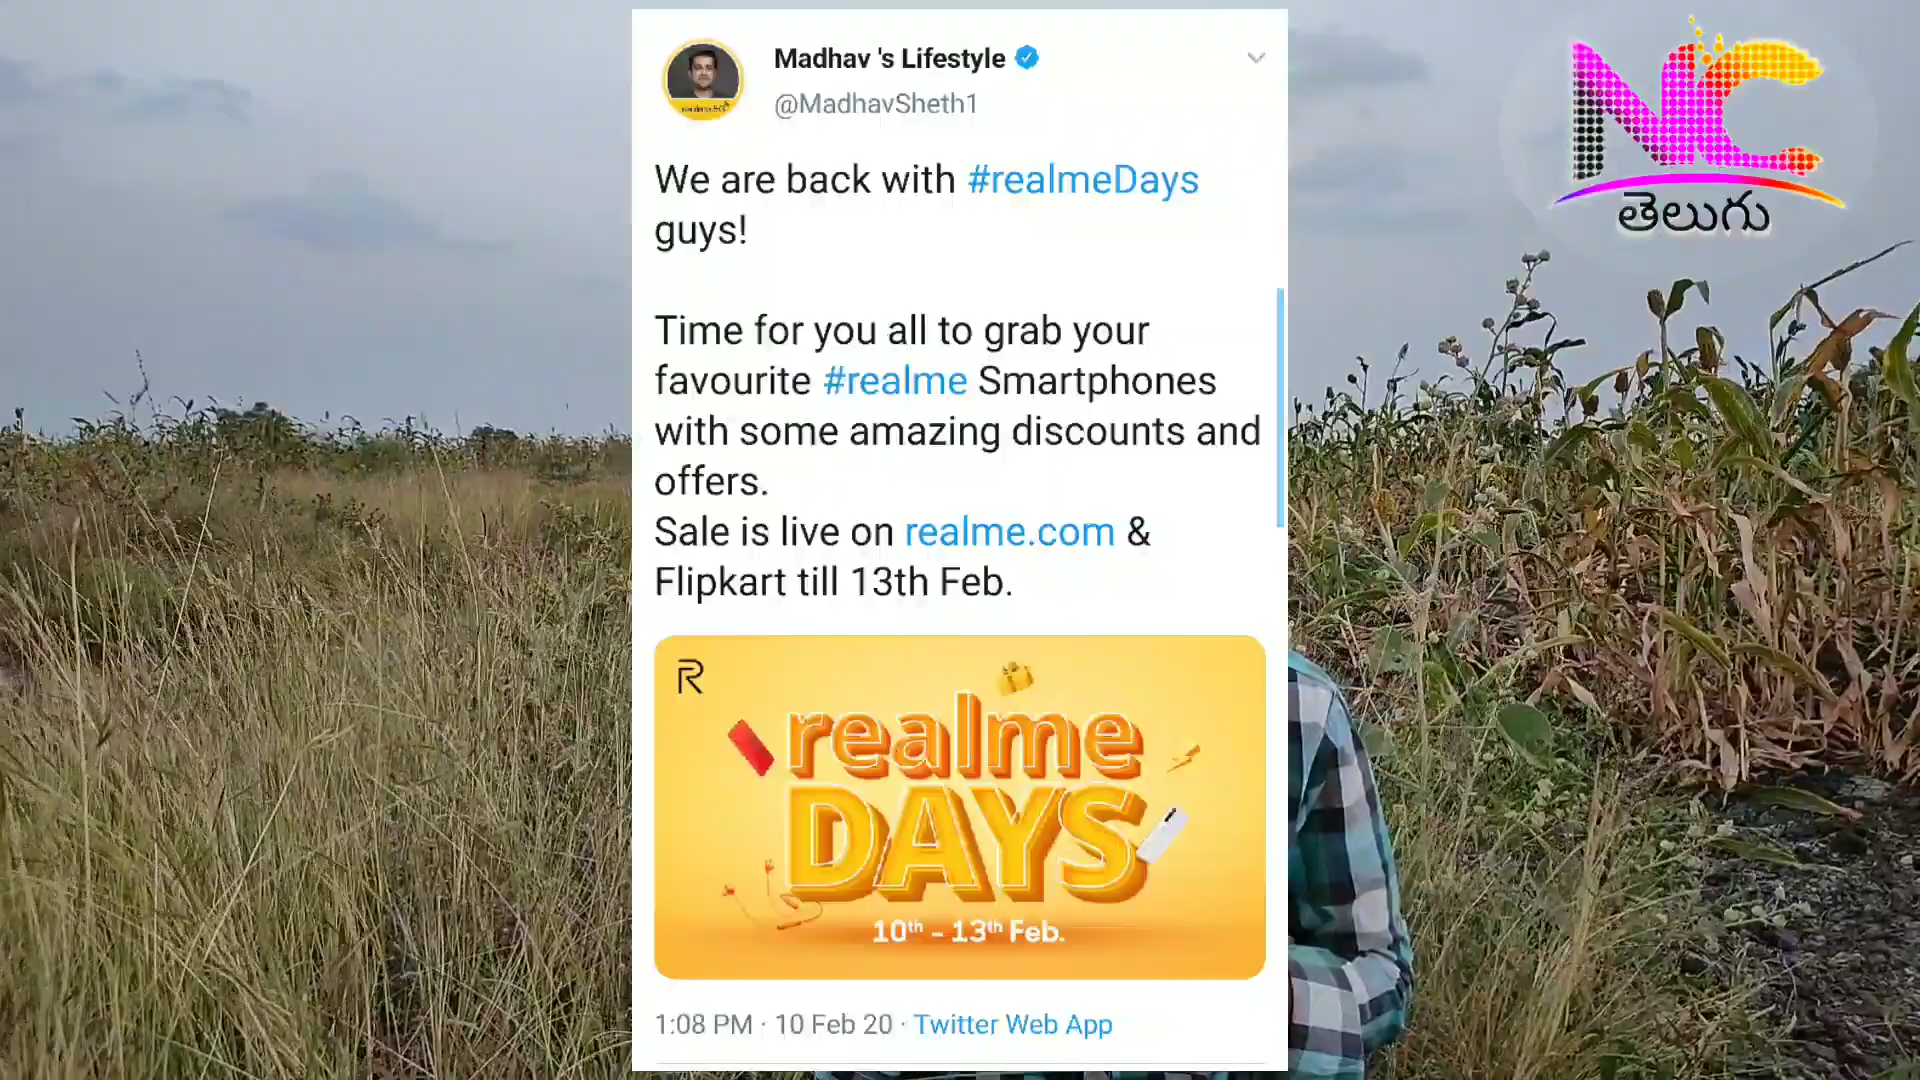 Madhav 's Lifestyle
@MadhavSheth1
We are back with #realmeDays
guys!
Time for you all to grab your
favourite #realme Smartphones
with some amazing discounts and
offers.
Sale is live on realme.com &
Flipkart till 13th Feb.
R
realme
DAYS
10th - 13th Feb.
1:08 PM · 10 Feb 20 · Twitter Web App
NC
తెలుగు